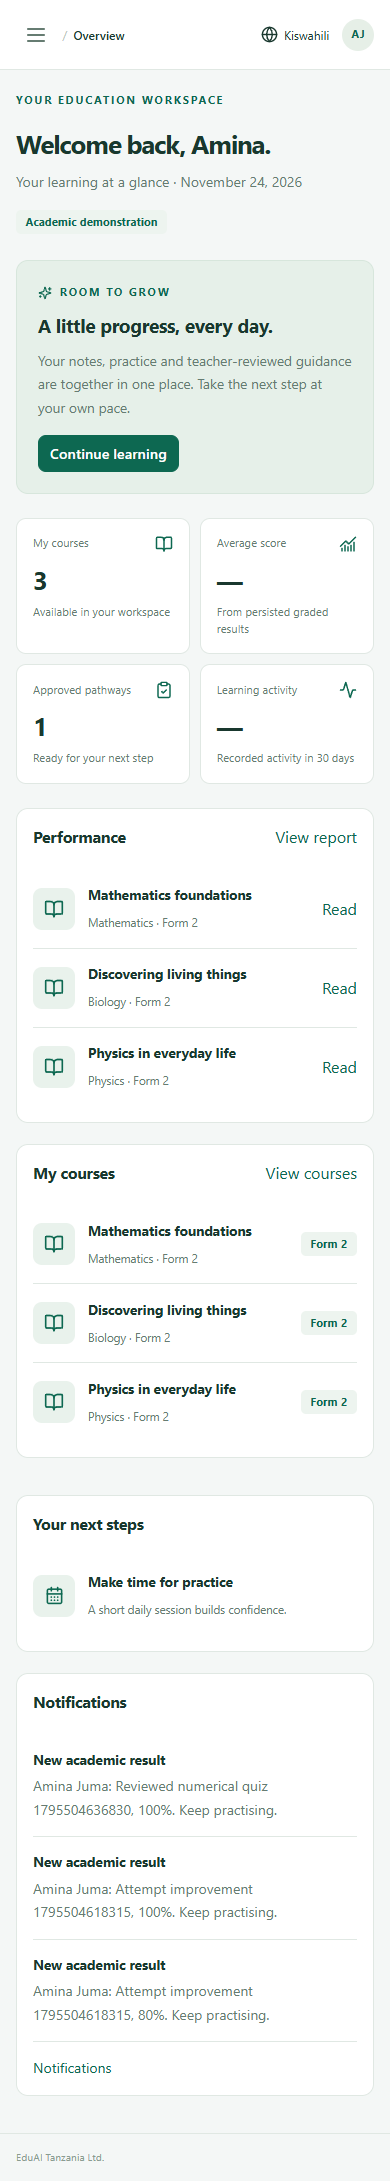 / Overview
Kiswahili
AJ
YOUR EDUCATION WORKSPACE
Welcome back, Amina.
Your learning at a glance · November 24, 2026
Academic demonstration
ROOM TO GROW
A little progress, every day.
Your notes, practice and teacher-reviewed guidance
are together in one place. Take the next step at
your own pace.
Continue learning
My courses
3
Available in your workspace
Average score
—
From persisted graded
results
Approved pathways
1
Ready for your next step
Learning activity
—
Recorded activity in 30 days
Performance
View report
Mathematics foundations
Mathematics · Form 2
Read
Discovering living things
Biology · Form 2
Read
Physics in everyday life
Physics · Form 2
Read
My courses
View courses
Mathematics foundations
Mathematics · Form 2
Form 2
Discovering living things
Biology · Form 2
Form 2
Physics in everyday life
Physics · Form 2
Form 2
Your next steps
Make time for practice
A short daily session builds confidence.
Notifications
New academic result
Amina Juma: Reviewed numerical quiz
1795504636830, 100%. Keep practising.
New academic result
Amina Juma: Attempt improvement
1795504618315, 100%. Keep practising.
New academic result
Amina Juma: Attempt improvement
1795504618315, 80%. Keep practising.
Notifications
EduAI Tanzania Ltd.